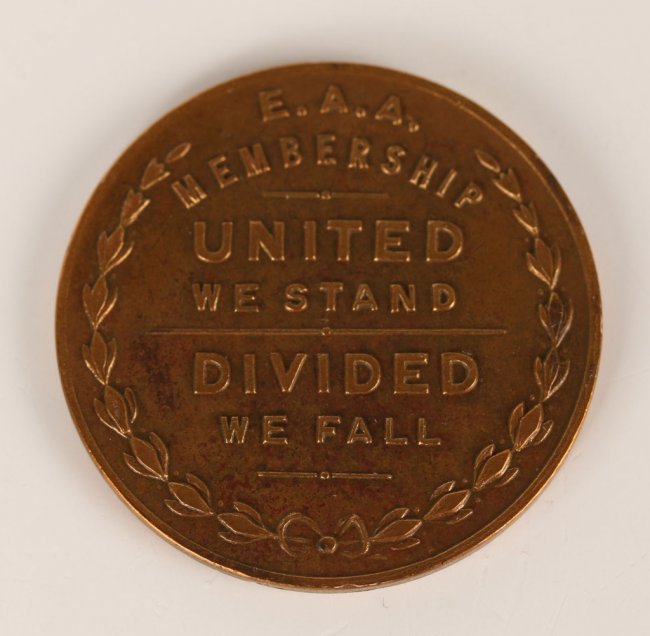 E.A.A.
MEMBERSHIP
UNITED
WE STAND
DIVIDED
WE FALL